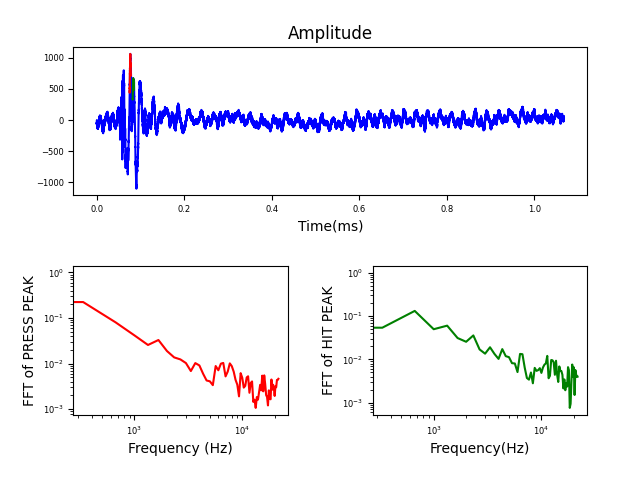 Amplitude
1000
500
0
−500
−1000
0.0 0.2 0.4 0.6 0.8 1.0
Time(ms)
FFT of PRESS PEAK
10⁰
10⁻¹
10⁻²
10⁻³
10³ 10⁴
Frequency (Hz)
FFT of HIT PEAK
10⁰
10⁻¹
10⁻²
10⁻³
10³ 10⁴
Frequency(Hz)